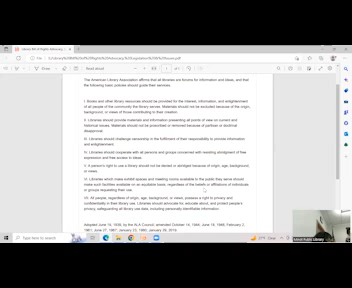 The American Library Association affirms that all libraries are forums for information and ideas, and that
the following basic policies should guide their services.
I. Books and other library resources should be provided for the interest, information, and enlightenment
of all people of the community the library serves. Materials should not be excluded because of the origin,
background, or views of those contributing to their creation.
II. Libraries should provide materials and information presenting all points of view on current and
historical issues. Materials should not be proscribed or removed because of partisan or doctrinal
disapproval.
III. Libraries should challenge censorship in the fulfillment of their responsibility to provide information
and enlightenment.
IV. Libraries should cooperate with all persons and groups concerned with resisting abridgment of free
expression and free access to ideas.
V. A person's right to use a library should not be denied or abridged because of origin, age, background,
or views.
VI. Libraries which make exhibit spaces and meeting rooms available to the public they serve should
make such facilities available on an equitable basis, regardless of the beliefs or affiliations of individuals
or groups requesting their use.
VII. All people, regardless of origin, age, background, or views, possess a right to privacy and
confidentiality in their library use. Libraries should advocate for, educate about, and protect people's
privacy, safeguarding all library use data, including personally identifiable information.
Adopted June 19, 1939, by the ALA Council; amended October 14, 1944; June 18, 1948; February 2,
1961; June 27, 1967; January 23, 1980; January 29, 2019.
Search